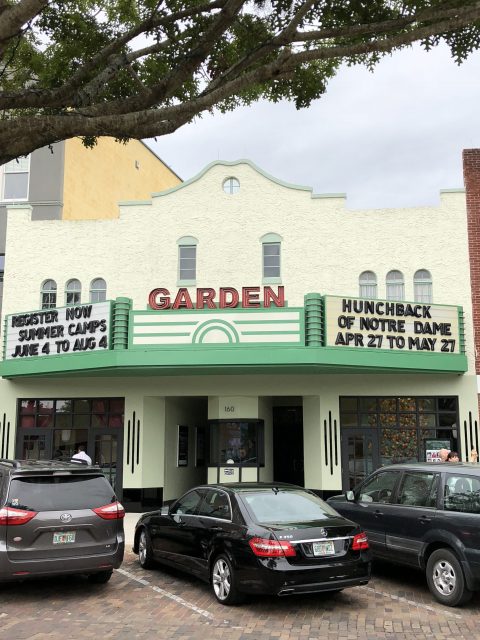 GARDEN
REGISTER NOW
SUMMER CAMPS
JUNE 4 TO AUG 4
HUNCHBACK
OF NOTRE DAME
APR 27 TO MAY 27
160